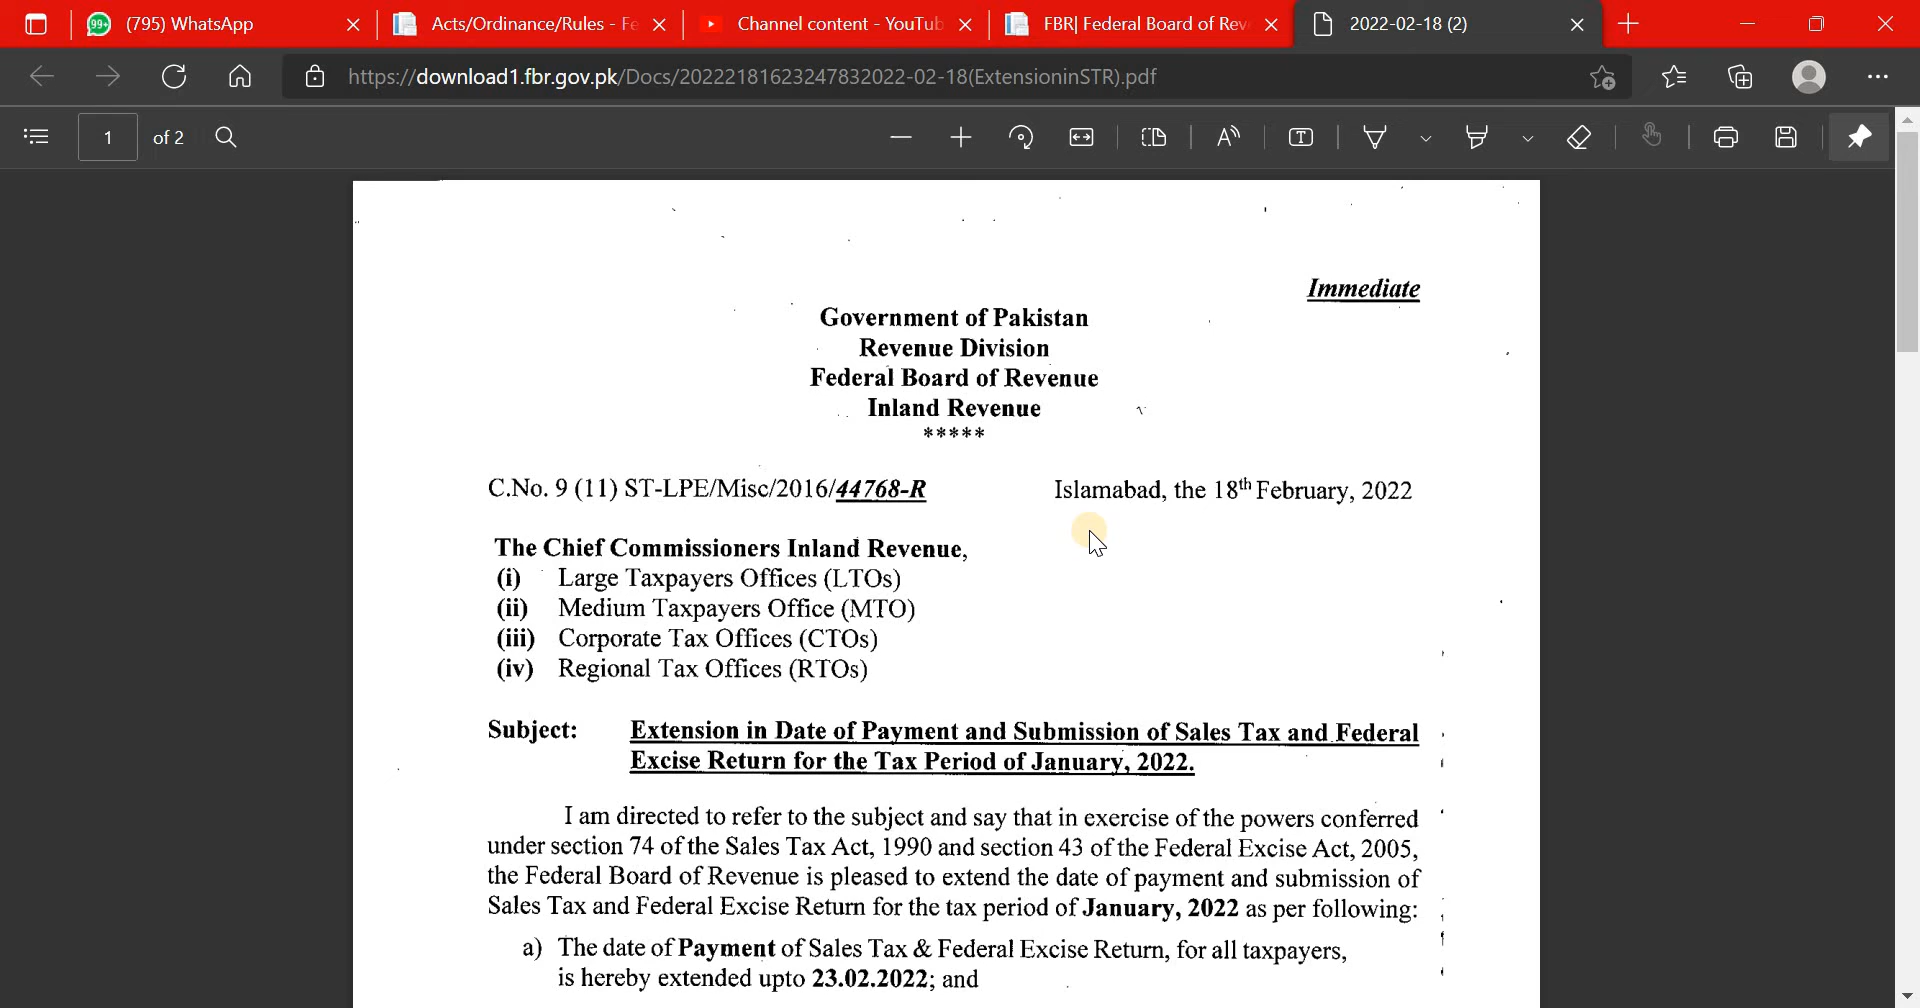 (795) WhatsApp
Acts/Ordinance/Rules - Fe
Channel content - YouTub
FBR| Federal Board of Rev
2022-02-18 (2)
https://download1.fbr.gov.pk/Docs/20222181623247832022-02-18(ExtensioninSTR).pdf
1 of 2
Immediate
Government of Pakistan
Revenue Division
Federal Board of Revenue
Inland Revenue
*****
C.No. 9 (11) ST-LPE/Misc/2016/44768-R
Islamabad, the 18th February, 2022
The Chief Commissioners Inland Revenue,
(i) Large Taxpayers Offices (LTOs)
(ii) Medium Taxpayers Office (MTO)
(iii) Corporate Tax Offices (CTOs)
(iv) Regional Tax Offices (RTOs)
Subject: Extension in Date of Payment and Submission of Sales Tax and Federal
Excise Return for the Tax Period of January, 2022.
I am directed to refer to the subject and say that in exercise of the powers conferred
under section 74 of the Sales Tax Act, 1990 and section 43 of the Federal Excise Act, 2005,
the Federal Board of Revenue is pleased to extend the date of payment and submission of
Sales Tax and Federal Excise Return for the tax period of January, 2022 as per following:
a) The date of Payment of Sales Tax & Federal Excise Return, for all taxpayers,
is hereby extended upto 23.02.2022; and